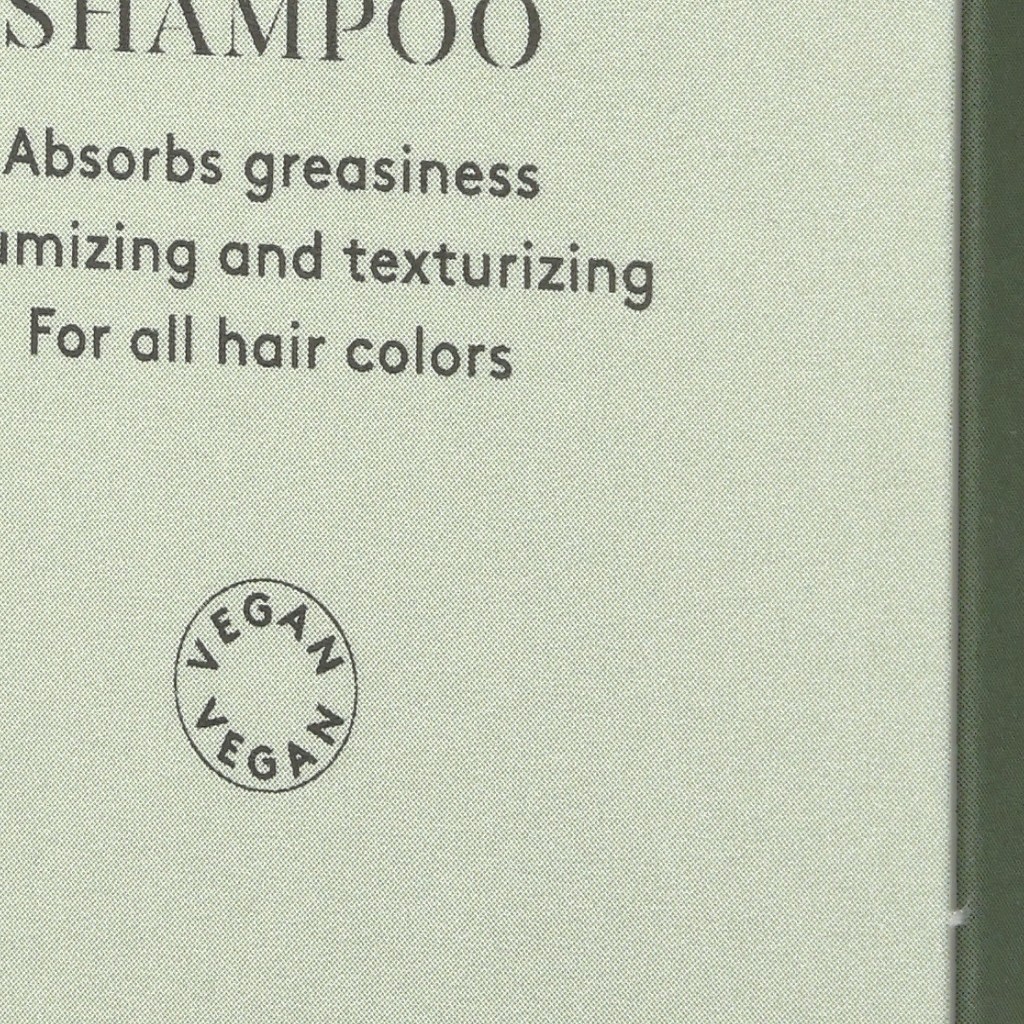 SHAMPOO
Absorbs greasiness
umizing and texturizing
For all hair colors
VEGAN
VEGAN